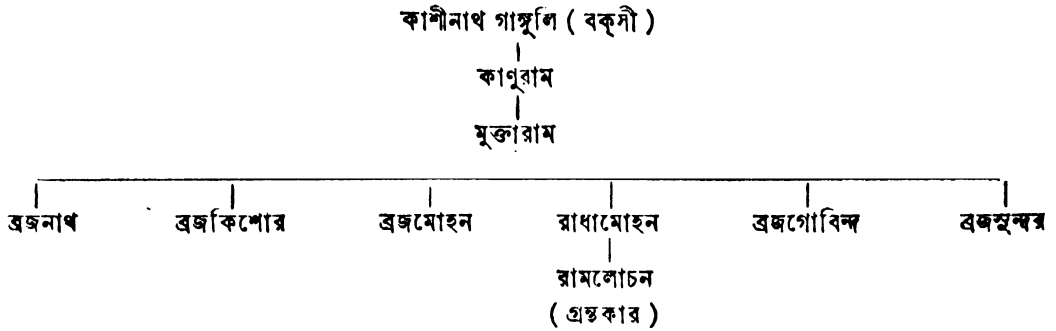 কাশীনাথ গাঙ্গুলি ( বক্‌সী )
কাণুরাম
মুক্তারাম
ব্রজনাথ ব্রজকিশোর ব্রজমোহন রাধামোহন ব্রজগোবিন্দ ব্রজসুন্দর
রামলোচন
( গ্রন্থকার )